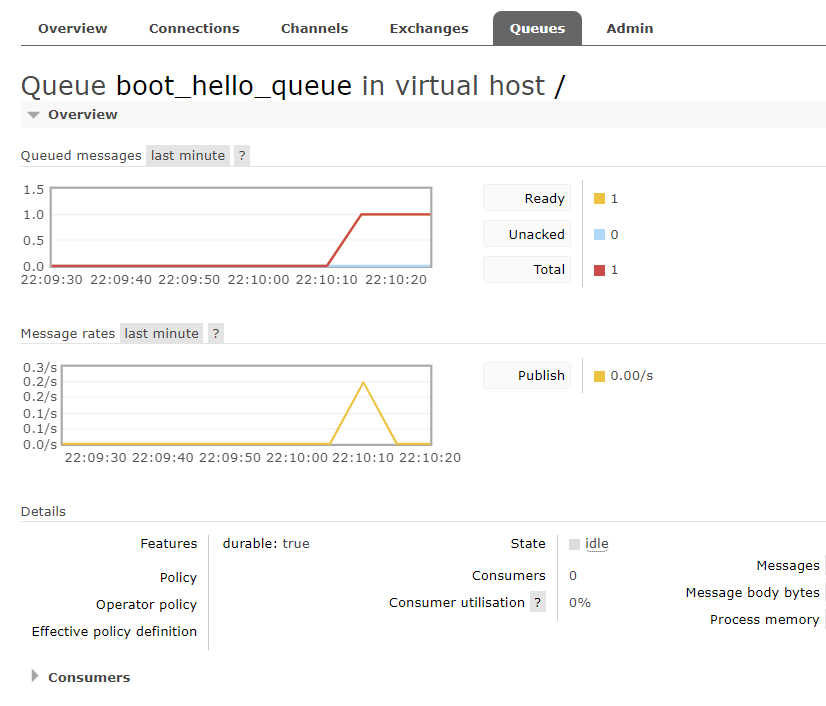 Overview Connections Channels Exchanges Queues Admin
Queue boot_hello_queue in virtual host /
Overview
Queued messages last minute ?
1.5
1.0
0.5
0.0
22:09:30 22:09:40 22:09:50 22:10:00 22:10:10 22:10:20
Ready 1
Unacked 0
Total 1
Message rates last minute ?
0.3/s
0.2/s
0.2/s
0.1/s
0.1/s
0.0/s
22:09:30 22:09:40 22:09:50 22:10:00 22:10:10 22:10:20
Publish 0.00/s
Details
Features durable: true
Policy
Operator policy
Effective policy definition
State idle
Consumers 0
Consumer utilisation ? 0%
Messages
Message body bytes
Process memory
Consumers